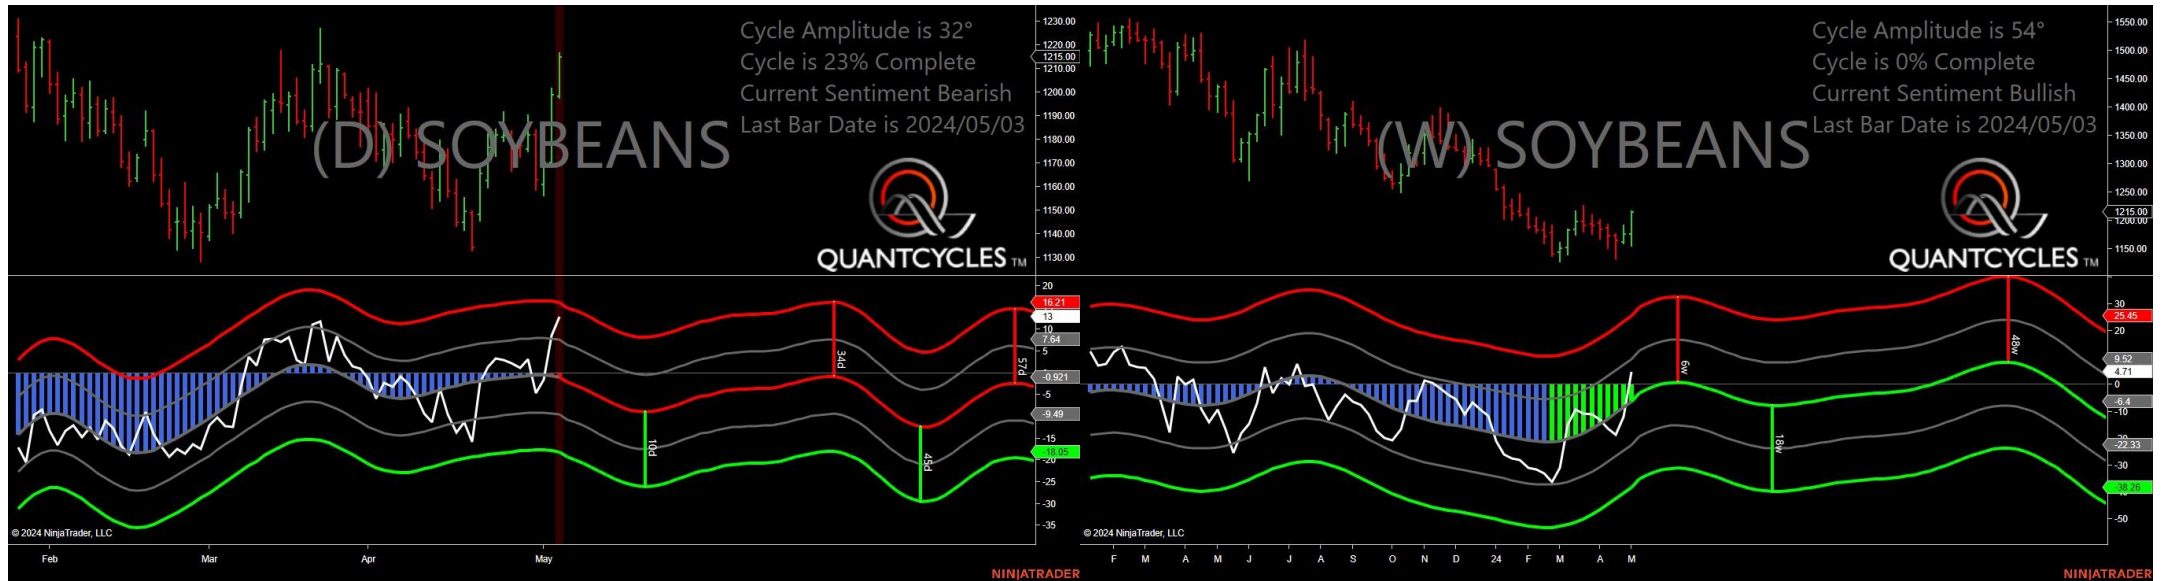 Cycle Amplitude is 32°
Cycle is 23% Complete
Current Sentiment Bearish
Last Bar Date is 2024/05/03
(D) SOYBEANS
QUANTCYCLES TM
1230.00
1220.00
1215.00
1210.00
1200.00
1190.00
1180.00
1170.00
1160.00
1150.00
1140.00
1130.00
20
16.21
13
10
7.64
5
-0.921
-5
-9.49
-15
-18.05
-20
-25
-30
-35
10d
34d
45d
57d
© 2024 NinjaTrader, LLC
Feb Mar Apr May
NINJATRADER
Cycle Amplitude is 54°
Cycle is 0% Complete
Current Sentiment Bullish
Last Bar Date is 2024/05/03
(W) SOYBEANS
QUANTCYCLES TM
1550.00
1500.00
1450.00
1400.00
1350.00
1300.00
1250.00
1215.00
1200.00
1150.00
30
25.45
20
9.52
4.71
0
-6.4
-10
-22.33
-30
-38.26
-50
6w
18w
48w
© 2024 NinjaTrader, LLC
F M A M J J A S O N D 24 F M A M
NINJATRADER